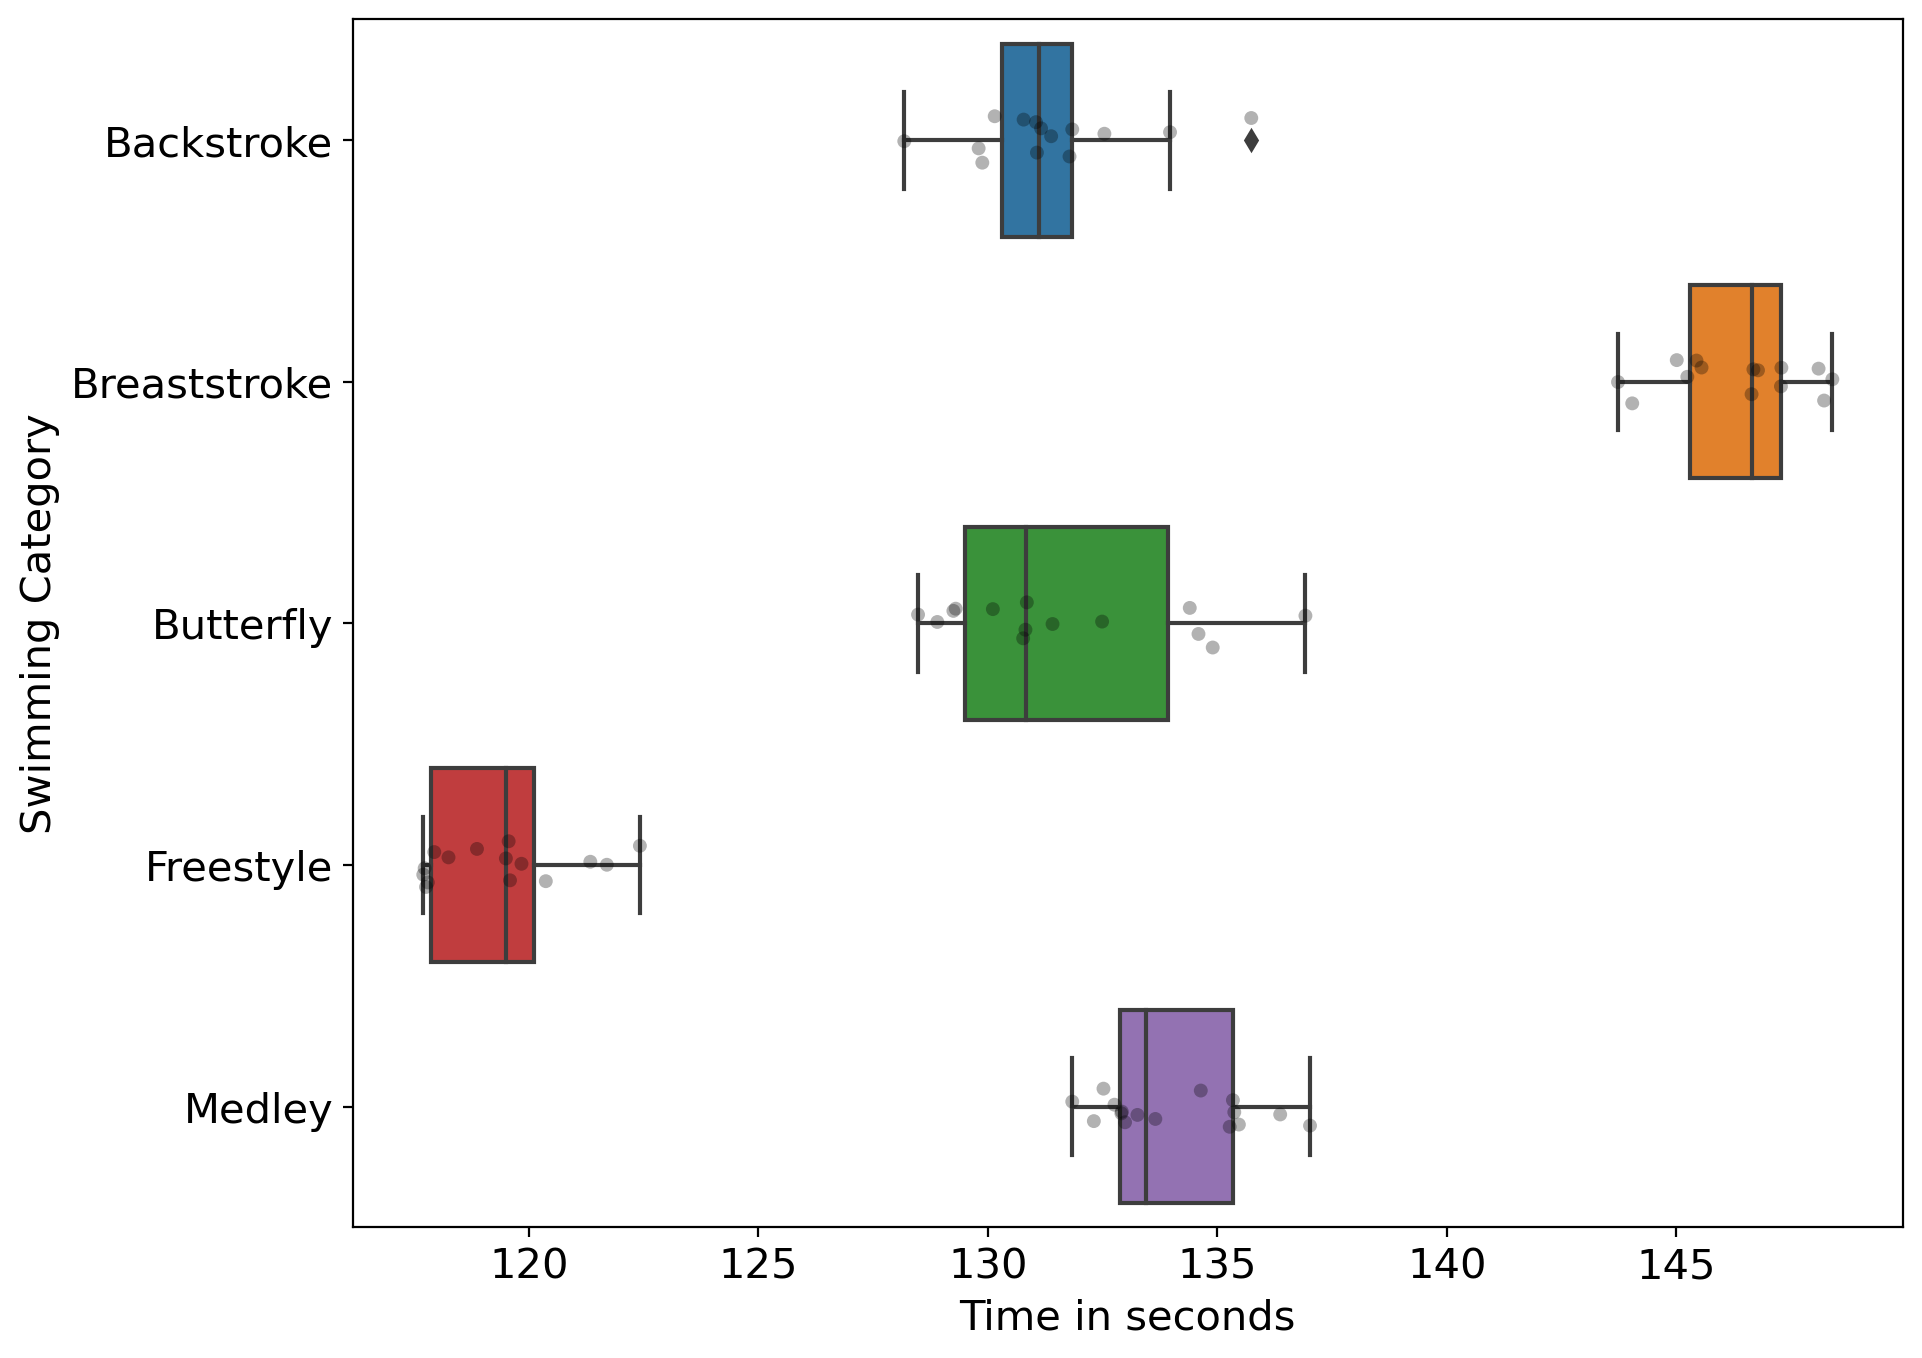 Swimming Category
Backstroke
Breaststroke
Butterfly
Freestyle
Medley
120 125 130 135 140 145
Time in seconds